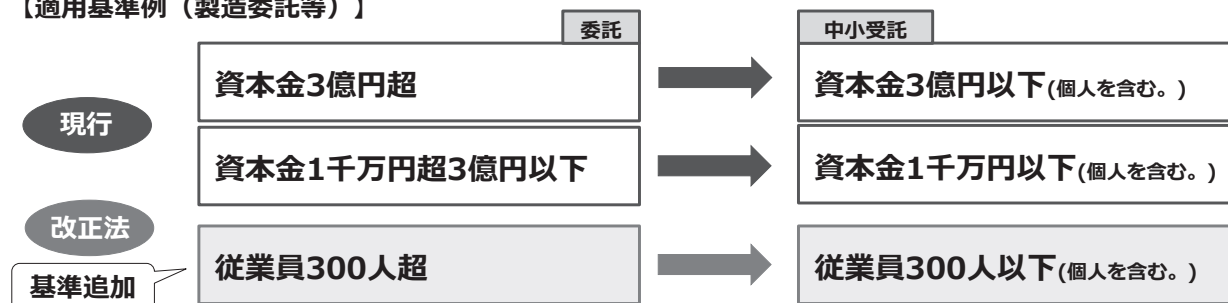 【適用基準例（製造委託等）】
委託
中小受託
現行
資本金3億円超
資本金3億円以下(個人を含む。)
資本金1千万円超3億円以下
資本金1千万円以下(個人を含む。)
改正法
基準追加
従業員300人超
従業員300人以下(個人を含む。)